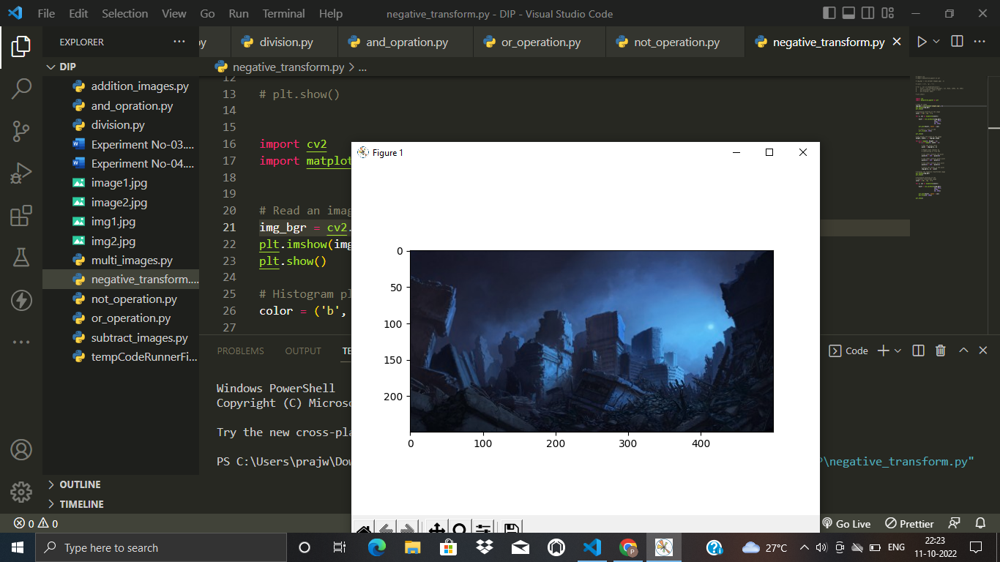 File Edit Selection View Go Run Terminal Help negative_transform.py - DIP - Visual Studio Code
EXPLORER
py division.py and_opration.py or_operation.py not_operation.py negative_transform.py
DIP
negative_transform.py > ...
addition_images.py
and_opration.py
division.py
Experiment No-03....
Experiment No-04....
image1.jpg
image2.jpg
img1.jpg
img2.jpg
multi_images.py
negative_transform....
not_operation.py
or_operation.py
subtract_images.py
tempCodeRunnerFi...
OUTLINE
TIMELINE
12
13 # plt.show()
14
15
16 import cv2
17 import matplot
18
19
20 # Read an imag
21 img_bgr = cv2.
22 plt.imshow(img
23 plt.show()
24
25 # Histogram pl
26 color = ('b',
27
Figure 1
0
50
100
150
200
0 100 200 300 400
PROBLEMS OUTPUT TE
Code
Windows PowerShell
Copyright (C) Microso
Try the new cross-pla
PS C:\Users\prajw\Dow P\negative_transform.py"
0 0
Go Live Prettier
Type here to search
27°C ENG 22:23
11-10-2022